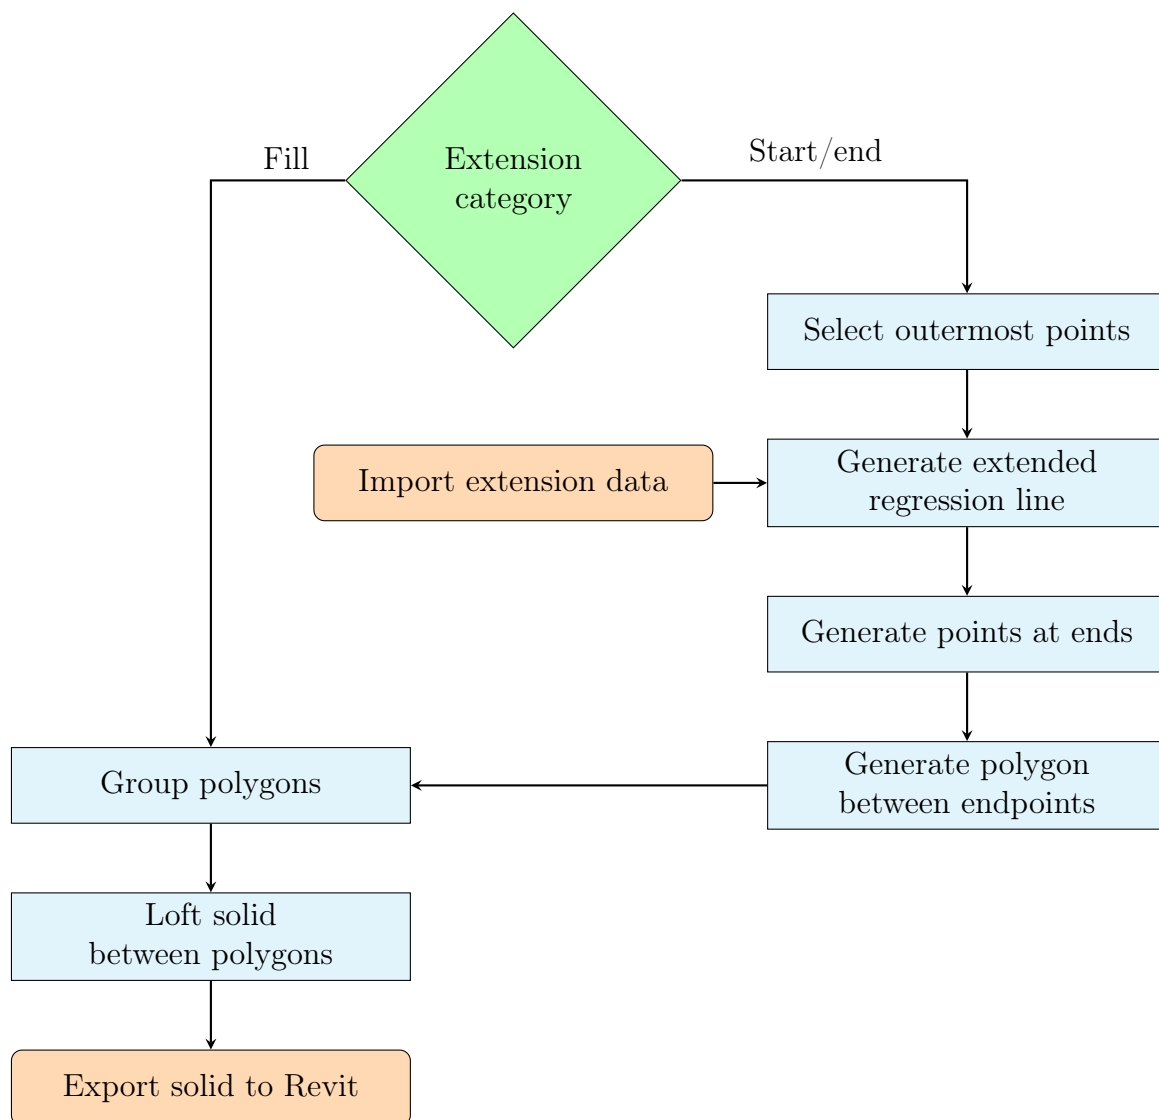 Fill
Extension
category
Start/end
Select outermost points
Import extension data
Generate extended
regression line
Generate points at ends
Group polygons
Generate polygon
between endpoints
Loft solid
between polygons
Export solid to Revit